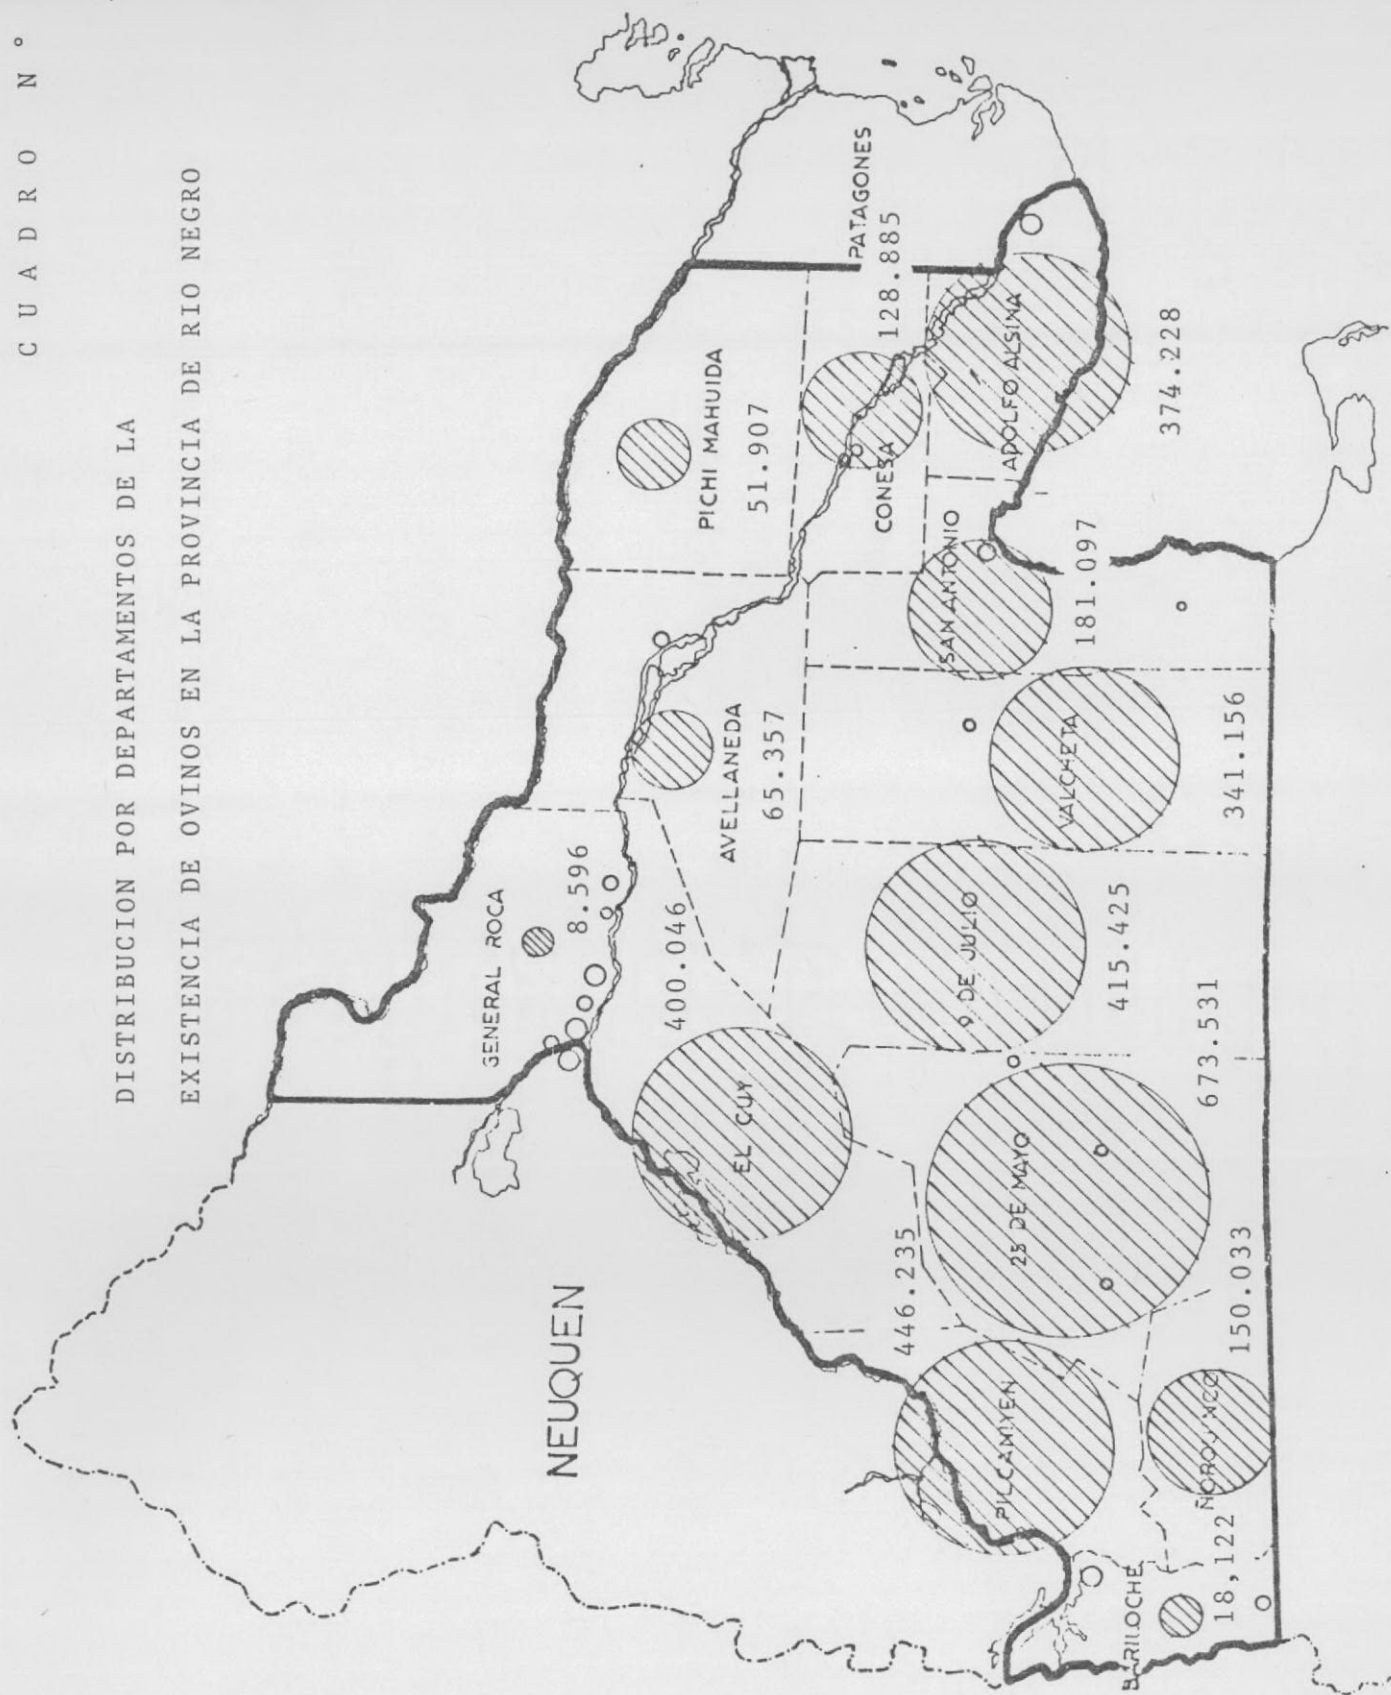 CUADRO N°
DISTRIBUCION POR DEPARTAMENTOS DE LA
EXISTENCIA DE OVINOS EN LA PROVINCIA DE RIO NEGRO
NEUQUEN
GENERAL ROCA
8.596
PICHI MAHUIDA
51.907
AVELLANEDA
65.357
400.046
EL CUY
PATAGONES
128.885
CONESA
ADOLFO ALSINA
374.228
SAN ANTONIO
181.097
VALCHETA
341.156
9 DE JULIO
415.425
25 DE MAYO
673.531
446.235
PILCANIYEN
ÑORQUINCO
150.033
BARILOCHE
18,122